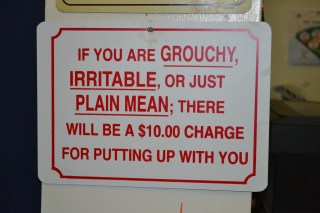 IF YOU ARE GROUCHY,
IRRITABLE, OR JUST
PLAIN MEAN; THERE
WILL BE A $10.00 CHARGE
FOR PUTTING UP WITH YOU